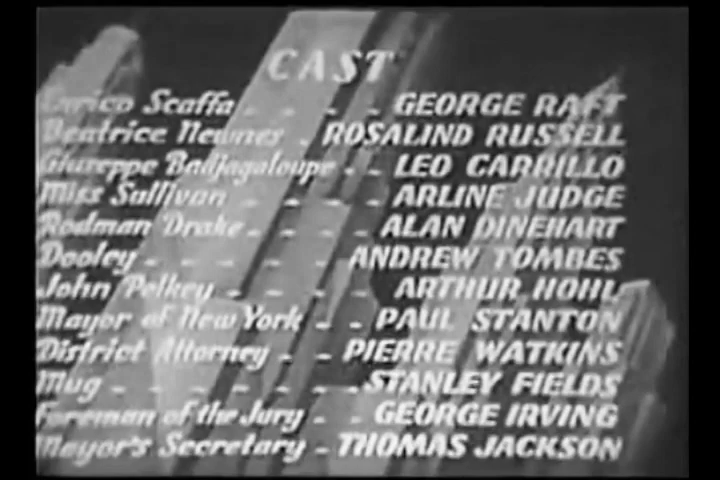 CAST
Enrico Scaffa - - - - GEORGE RAFT
Beatrice Newnes - ROSALIND RUSSELL
Giuseppe Badjagaloupe - - LEO CARRILLO
Miss Sullivan - - - - ARLINE JUDGE
Rodman Drake - - - - ALAN DINEHART
Dooley - - - - - ANDREW TOMBES
John Pelkey - - - - ARTHUR HOHL
Mayor of New York - - PAUL STANTON
District Attorney - - PIERRE WATKINS
Mug - - - - - - - STANLEY FIELDS
Foreman of the Jury - - GEORGE IRVING
Mayor's Secretary - THOMAS JACKSON